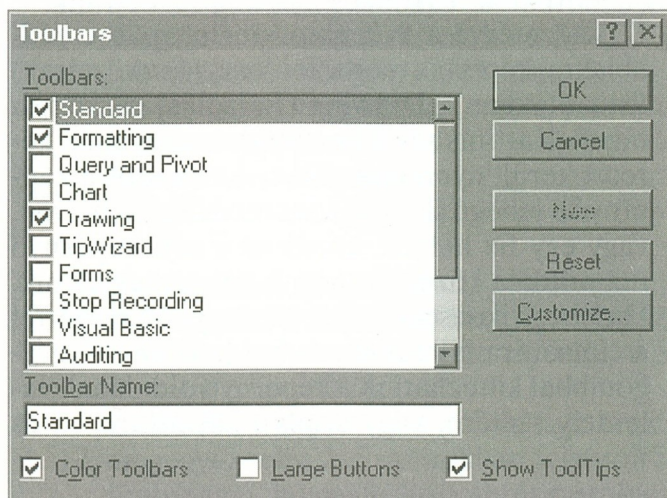 Toolbars
Toolbars:
Standard
Formatting
Query and Pivot
Chart
Drawing
TipWizard
Forms
Stop Recording
Visual Basic
Auditing
OK
Cancel
New
Reset
Customize...
Toolbar Name:
Standard
Color Toolbars
Large Buttons
Show ToolTips